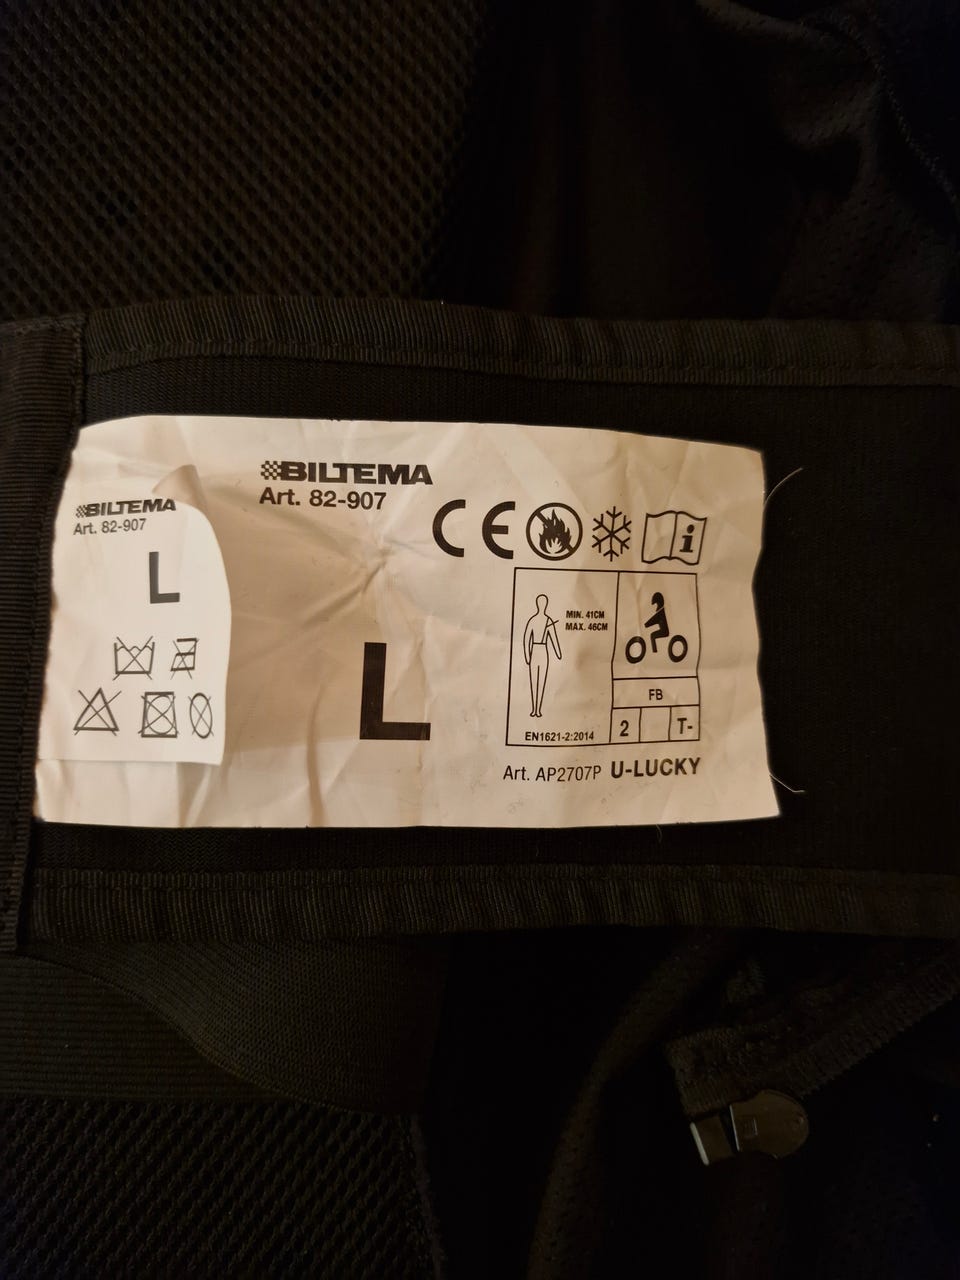 BILTEMA
Art. 82-907
L
BILTEMA
Art. 82-907
L
CE
i
MIN. 41CM
MAX. 46CM
EN1621-2:2014
FB
2 T-
Art. AP2707P U-LUCKY